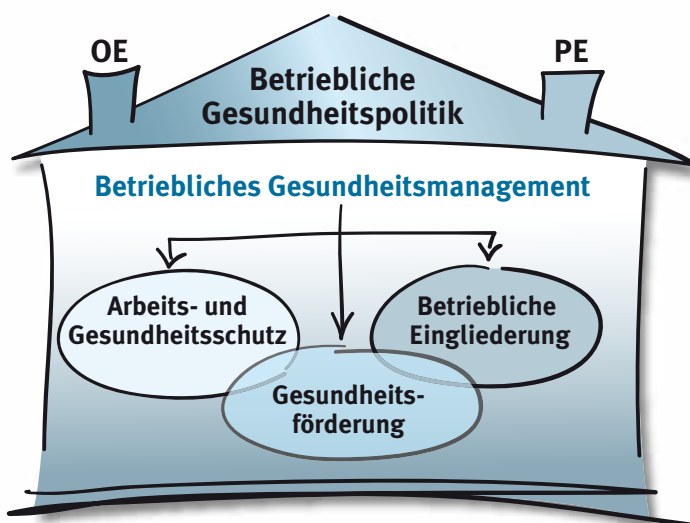 OE
PE
Betriebliche
Gesundheitspolitik
Betriebliches Gesundheitsmanagement
Arbeits- und
Gesundheitsschutz
Betriebliche
Eingliederung
Gesundheits-
förderung